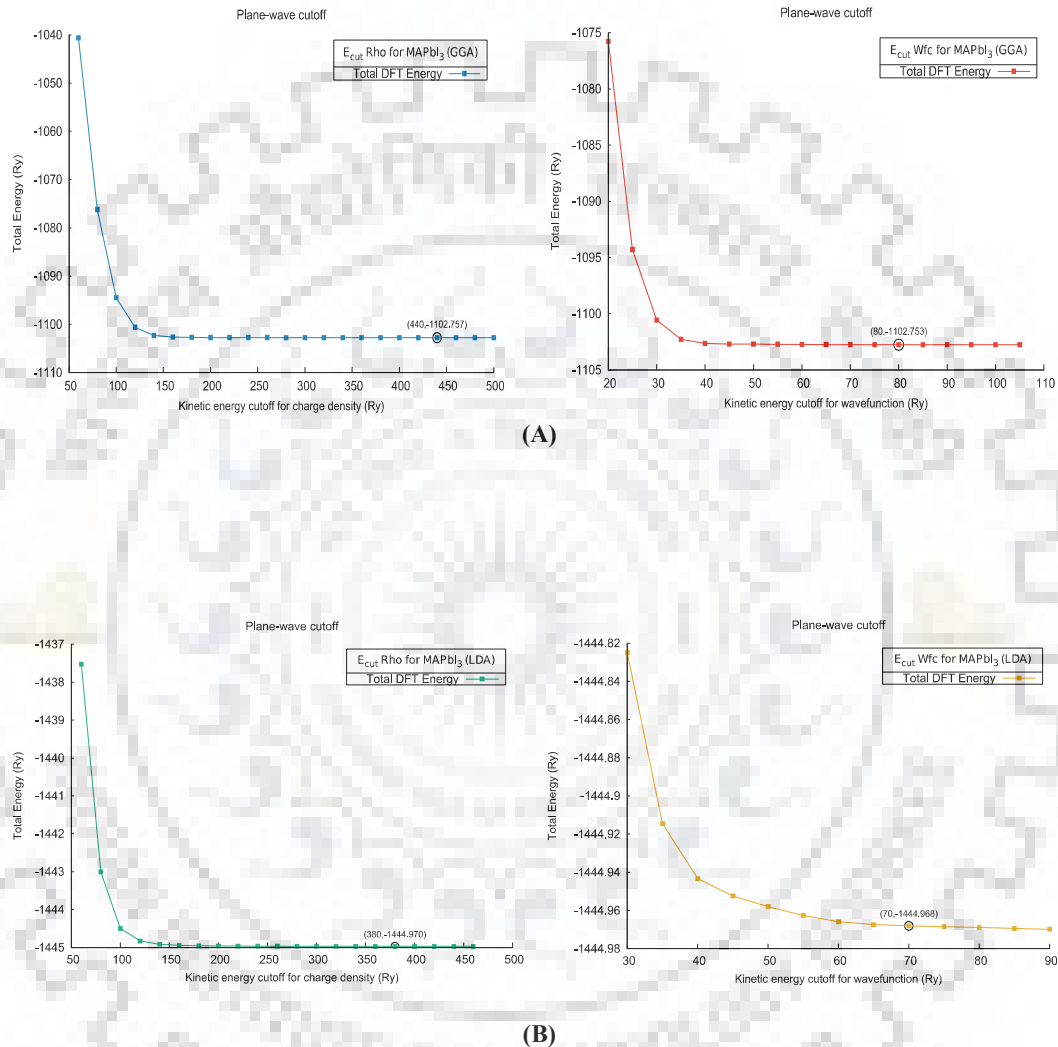 Plane-wave cutoff
E_cut Rho for MAPbI₃ (GGA)
Total DFT Energy
Total Energy (Ry)
-1040
-1050
-1060
-1070
-1080
-1090
-1100
-1110
(440,-1102.757)
50 100 150 200 250 300 350 400 450 500
Kinetic energy cutoff for charge density (Ry)
Plane-wave cutoff
E_cut Wfc for MAPbI₃ (GGA)
Total DFT Energy
Total Energy (Ry)
-1075
-1080
-1085
-1090
-1095
-1100
-1105
(80,-1102.753)
20 30 40 50 60 70 80 90 100 110
Kinetic energy cutoff for wavefunction (Ry)
(A)
Plane-wave cutoff
E_cut Rho for MAPbI₃ (LDA)
Total DFT Energy
Total Energy (Ry)
-1437
-1438
-1439
-1440
-1441
-1442
-1443
-1444
-1445
(380,-1444.970)
50 100 150 200 250 300 350 400 450 500
Kinetic energy cutoff for charge density (Ry)
Plane-wave cutoff
E_cut Wfc for MAPbI₃ (LDA)
Total DFT Energy
Total Energy (Ry)
-1444.82
-1444.84
-1444.86
-1444.88
-1444.9
-1444.92
-1444.94
-1444.96
-1444.98
(70,-1444.968)
30 40 50 60 70 80 90
Kinetic energy cutoff for wavefunction (Ry)
(B)